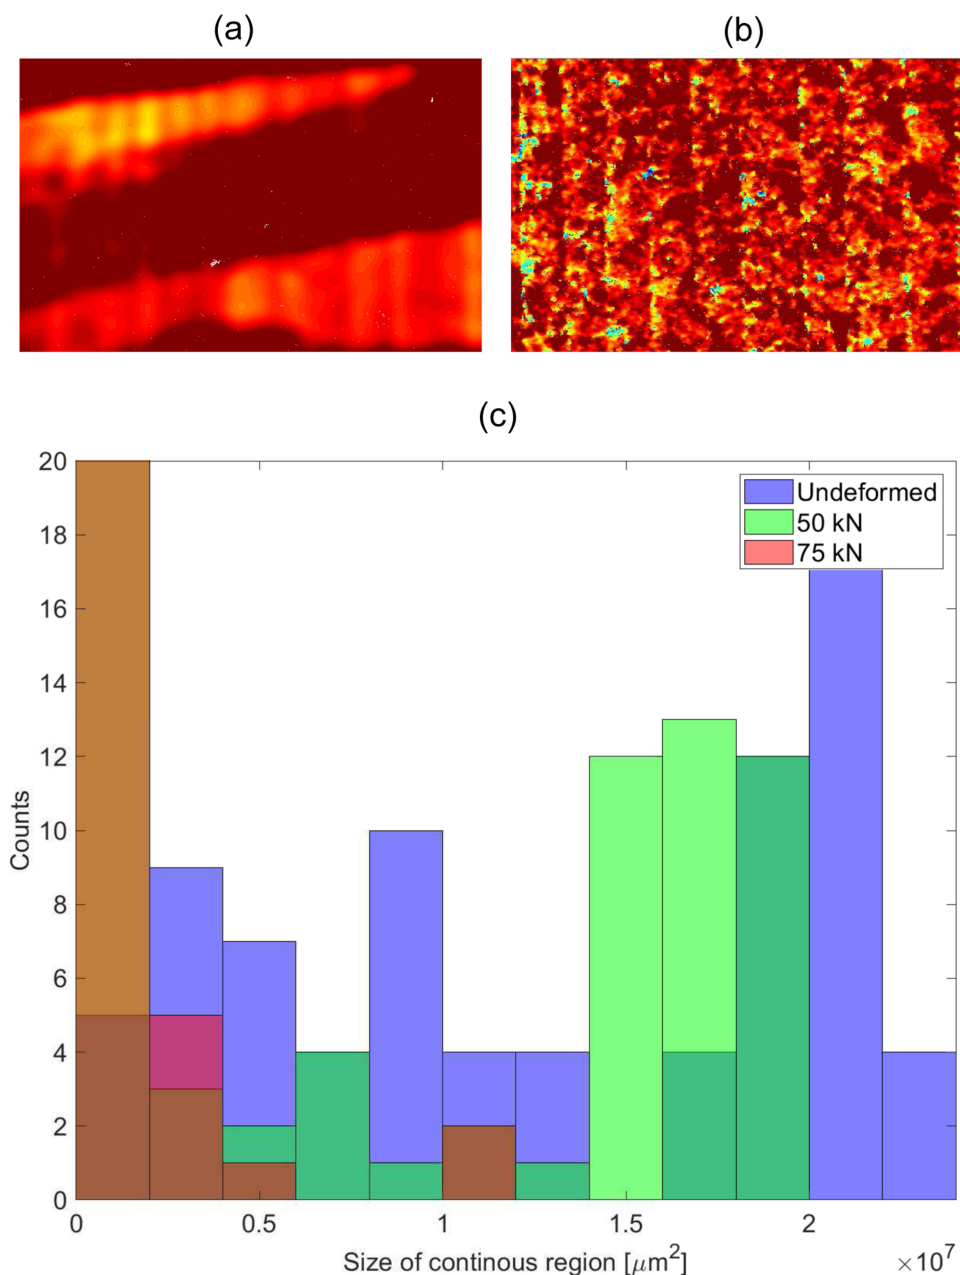 (a)
(b)
(c)
20
18
16
14
12
10
8
6
4
2
0
Counts
Undeformed
50 kN
75 kN
0
0.5
1
1.5
2
×10⁷
Size of continous region [μm²]